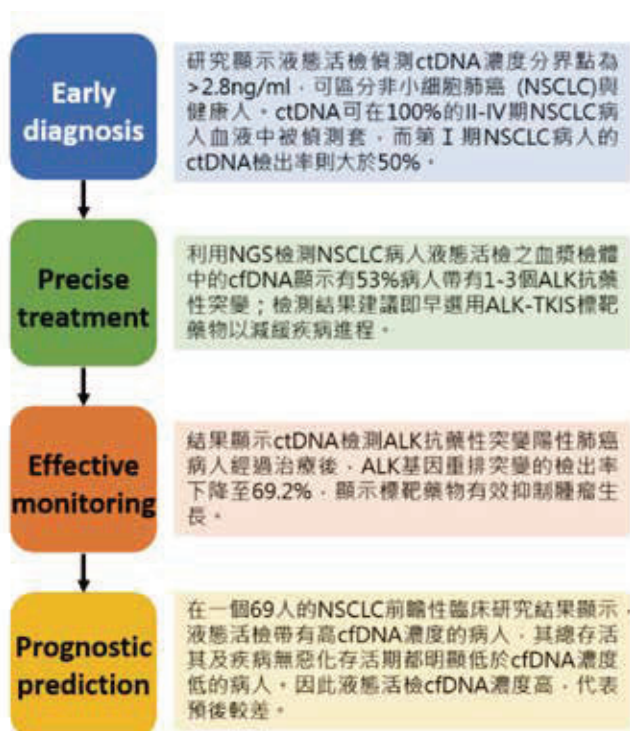 Early
diagnosis
研究顯示液態活檢偵測ctDNA濃度分界點為
>2.8ng/ml，可區分非小細胞肺癌 (NSCLC)與
健康人。ctDNA可在100%的II-IV期NSCLC病
人血液中被偵測套，而第Ⅰ期NSCLC病人的
ctDNA檢出率則大於50%。
Precise
treatment
利用NGS檢測NSCLC病人液態活檢之血漿檢體
中的cfDNA顯示有53%病人帶有1-3個ALK抗藥
性突變；檢測結果建議即早選用ALK-TKIS標靶
藥物以減緩疾病進程。
Effective
monitoring
結果顯示ctDNA檢測ALK抗藥性突變陽性肺癌
病人經過治療後，ALK基因重排突變的檢出率
下降至69.2%，顯示標靶藥物有效抑制腫瘤生
長。
Prognostic
prediction
在一個69人的NSCLC前瞻性臨床研究結果顯示，
液態活檢帶有高cfDNA濃度的病人，其總存活
其及疾病無惡化存活期都明顯低於cfDNA濃度
低的病人。因此液態活檢cfDNA濃度高，代表
預後較差。